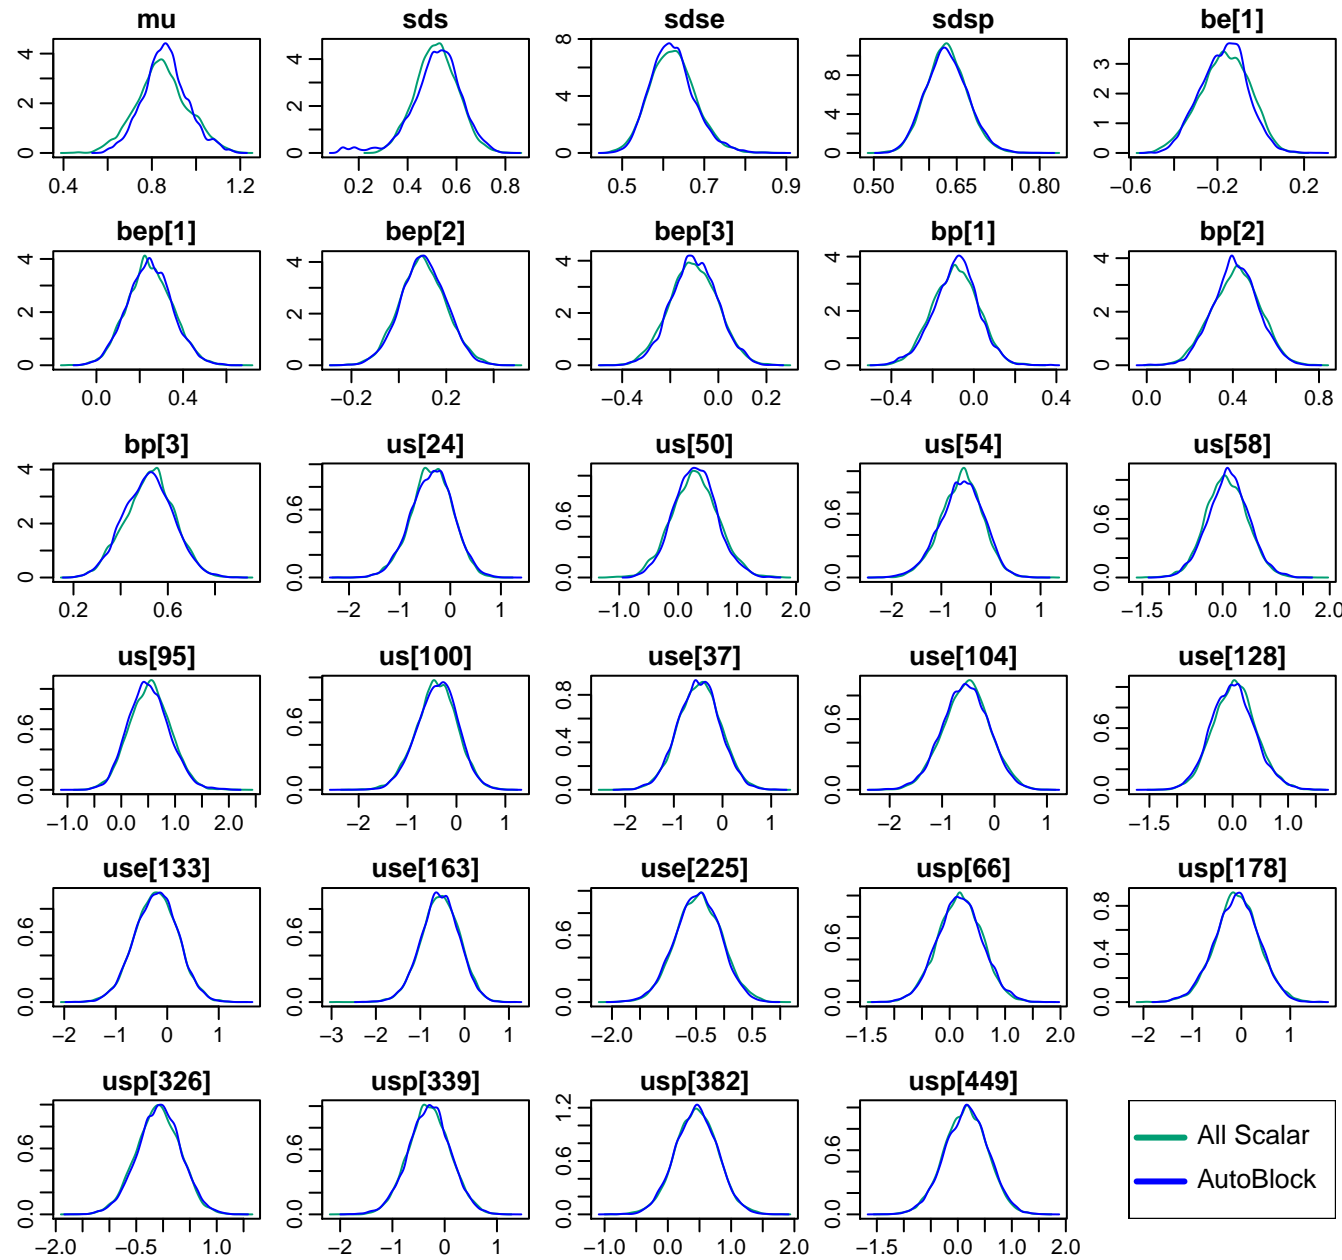 mu sds sdse sdsp be[1]
0 2 4 0 2 4 0 4 8 0 4 8 0 1 2 3
0.4 0.8 1.2 0.2 0.4 0.6 0.8 0.5 0.7 0.9 0.50 0.65 0.80 −0.6 −0.2 0.2
bep[1] bep[2] bep[3] bp[1] bp[2]
0 2 4 0 2 4 0 2 4 0 2 4 0 2 4
0.0 0.4 −0.2 0.2 −0.4 0.0 0.2 −0.4 0.0 0.4 0.0 0.4 0.8
bp[3] us[24] us[50] us[54] us[58]
0 2 4 0.0 0.6 0.0 0.6 0.0 0.6 0.0 0.6
0.2 0.6 −2 −1 0 1 −1.0 0.0 1.0 2.0 −2 −1 0 1 −1.5 0.0 1.0 2.0
us[95] us[100] use[37] use[104] use[128]
0.0 0.6 0.0 0.6 0.0 0.4 0.8 0.0 0.6 0.0 0.6
−1.0 0.0 1.0 2.0 −2 −1 0 1 −2 −1 0 1 −2 −1 0 1 −1.5 0.0 1.0
use[133] use[163] use[225] usp[66] usp[178]
0.0 0.6 0.0 0.6 0.0 0.6 0.0 0.6 0.0 0.4 0.8
−2 −1 0 1 −3 −2 −1 0 1 −2.0 −0.5 1.0 −1.5 0.0 1.0 2.0 −2 −1 0 1
usp[326] usp[339] usp[382] usp[449]
0.0 0.6 0.0 0.6 0.0 0.6 1.2 0.0 0.6
−2.0 −0.5 1.0 −2 −1 0 1 −1.0 0.0 1.0 2.0 −1.5 0.0 1.0 2.0
All Scalar
AutoBlock